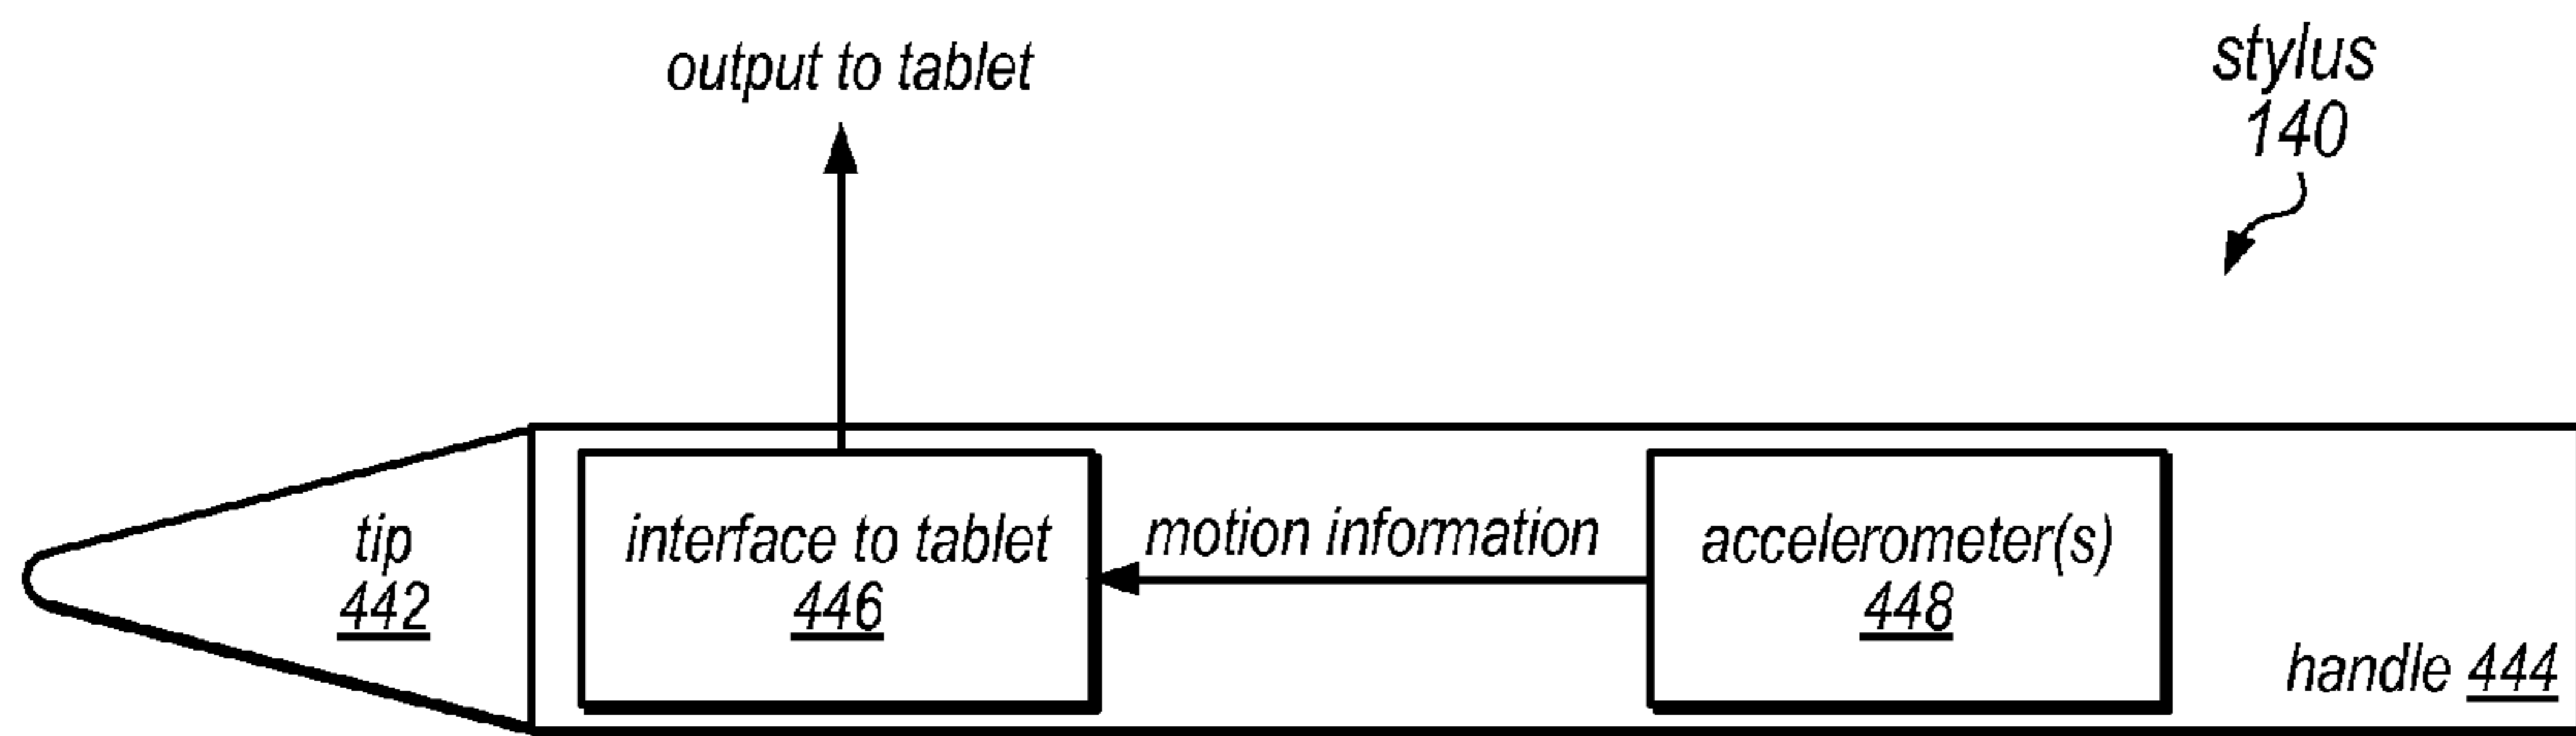 output to tablet
stylus
140
tip
442
interface to tablet
446
motion information
accelerometer(s)
448
handle 444